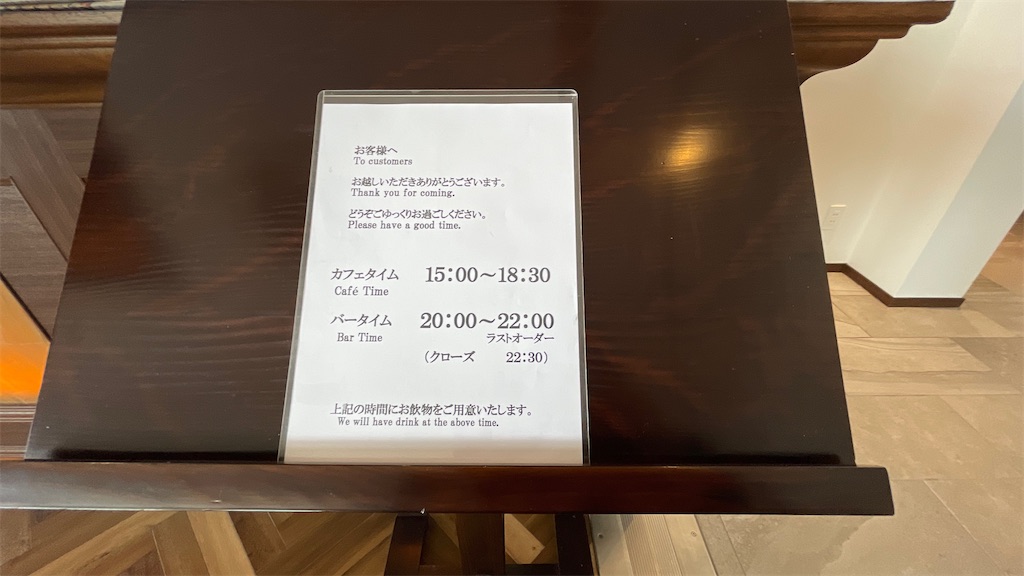 お客様へ
To customers
お越しいただきありがとうございます。
Thank you for coming.
どうぞごゆっくりお過ごしください。
Please have a good time.
カフェタイム 15:00～18:30
Café Time
バータイム 20:00～22:00
Bar Time ラストオーダー
（クローズ 22:30）
上記の時間にお飲物をご用意いたします。
We will have drink at the above time.